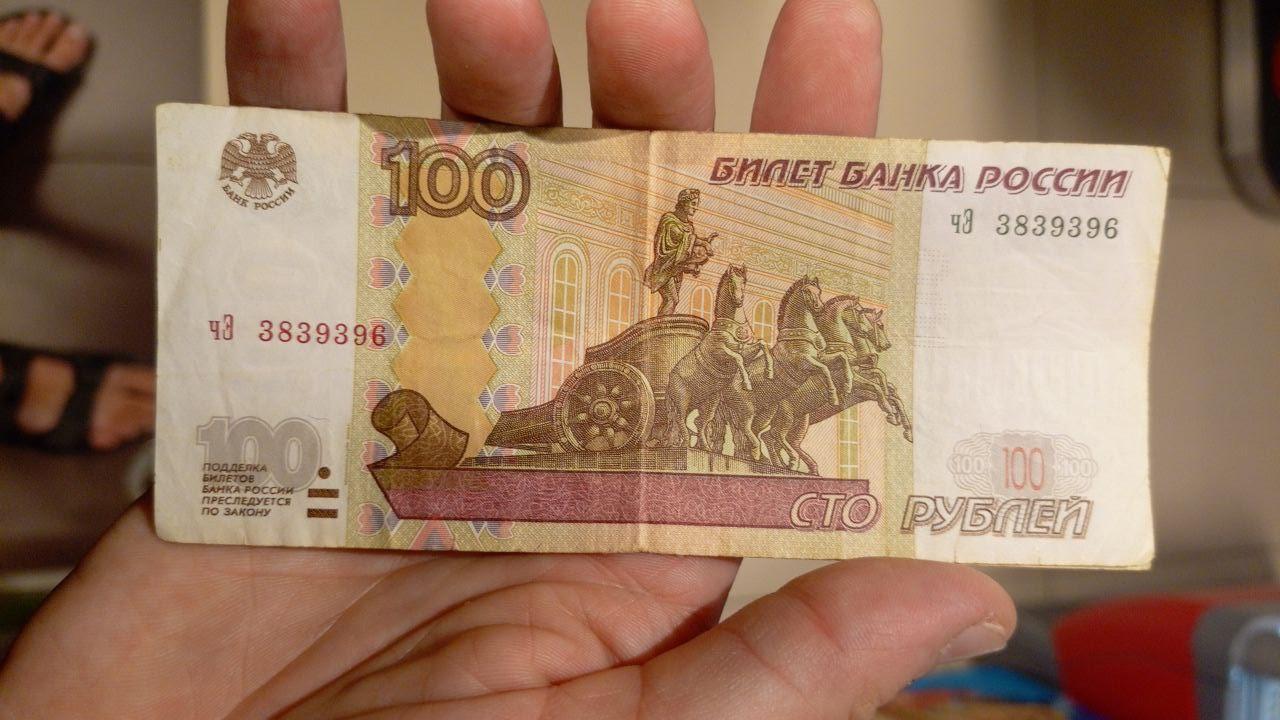 100
БИЛЕТ БАНКА РОССИИ
БАНК РОССИИ
чЭ 3839396
чЭ 3839396
100
ПОДДЕЛКА
БИЛЕТОВ
БАНКА РОССИИ
ПРЕСЛЕДУЕТСЯ
ПО ЗАКОНУ
100 100 100
СТО РУБЛЕЙ